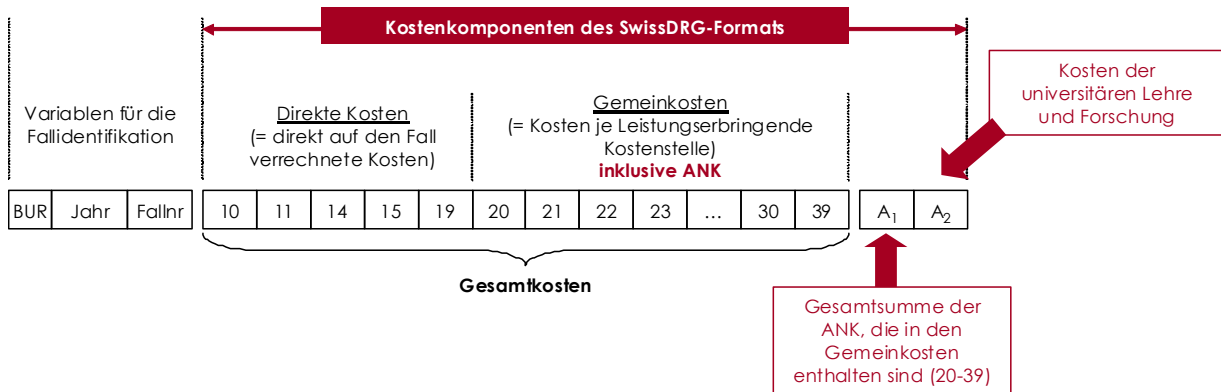 Kostenkomponenten des SwissDRG-Formats
Kosten der
universitären Lehre
und Forschung
Variablen für die
Fallidentifikation
Direkte Kosten
(= direkt auf den Fall
verrechnete Kosten)
Gemeinkosten
(= Kosten je Leistungserbringende
Kostenstelle)
inklusive ANK
BUR Jahr Fallnr 10 11 14 15 19 20 21 22 23 ... 30 39 A1 A2
Gesamtkosten
Gesamtsumme der
ANK, die in den
Gemeinkosten
enthalten sind (20-39)